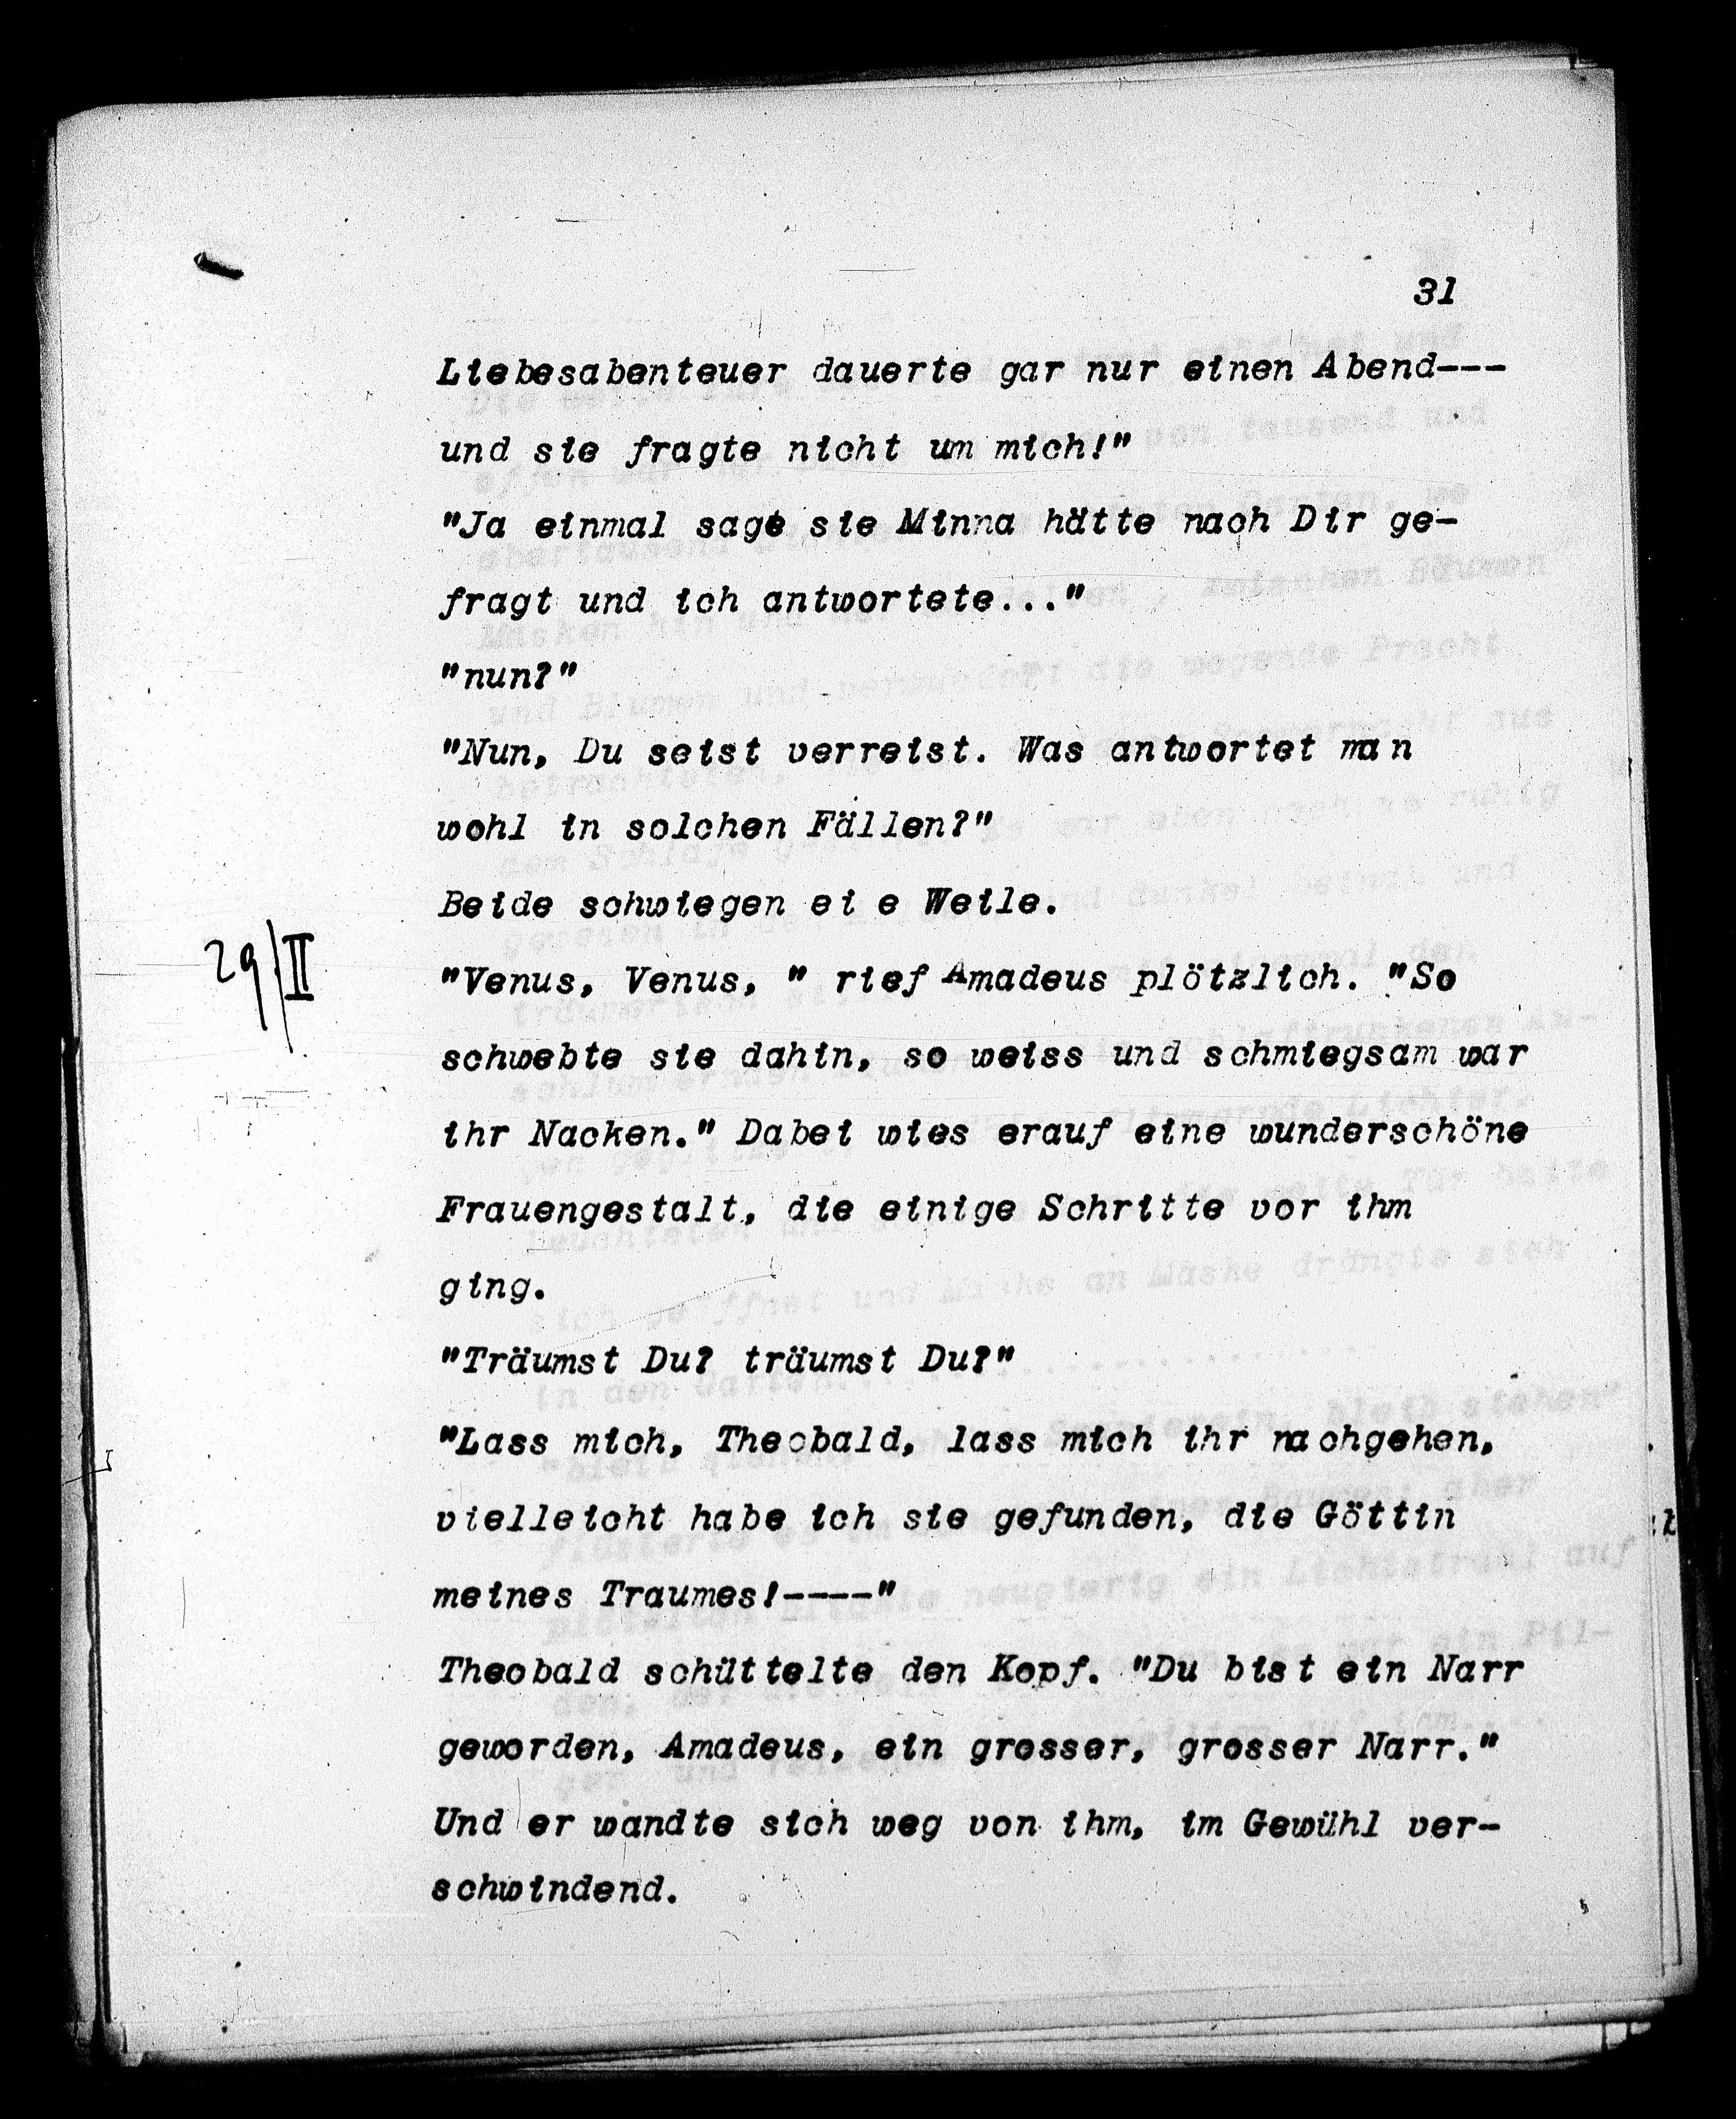 31
Liebesabenteuer dauerte gar nur einen Abend---
und sie fragte nicht um mich!"
"Ja einmal sagt sie Minna hätte nach Dir ge-
fragt und ich antwortete..."
"nun?"
"Nun, Du seist verreist. Was antwortet man
wohl in solchen Fällen?"
Beide schwiegen ei e Weile.
29/II
"Venus, Venus, " rief Amadeus plötzlich. "So
schwebte sie dahin, so weiss und schmiegsam war
ihr Nacken." Dabei wies erauf eine wunderschöne
Frauengestalt, die einige Schritte vor ihm
ging.
"Träumst Du? träumst Du?"
"Lass mich, Theobald, lass mich ihr nachgehen,
vielleicht habe ich sie gefunden, die Göttin
meines Traumes!----"
Theobald schüttelte den Kopf. "Du bist ein Narr
geworden, Amadeus, ein grosser, grosser Narr."
Und er wandte sich weg von ihm, im Gewühl ver-
schwindend.